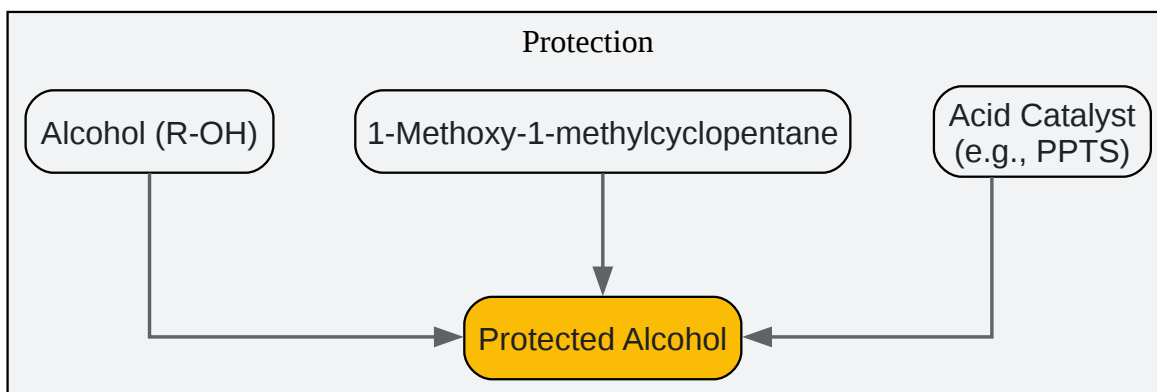 Protection
Alcohol (R-OH)
1-Methoxy-1-methylcyclopentane
Acid Catalyst
(e.g., PPTS)
Protected Alcohol